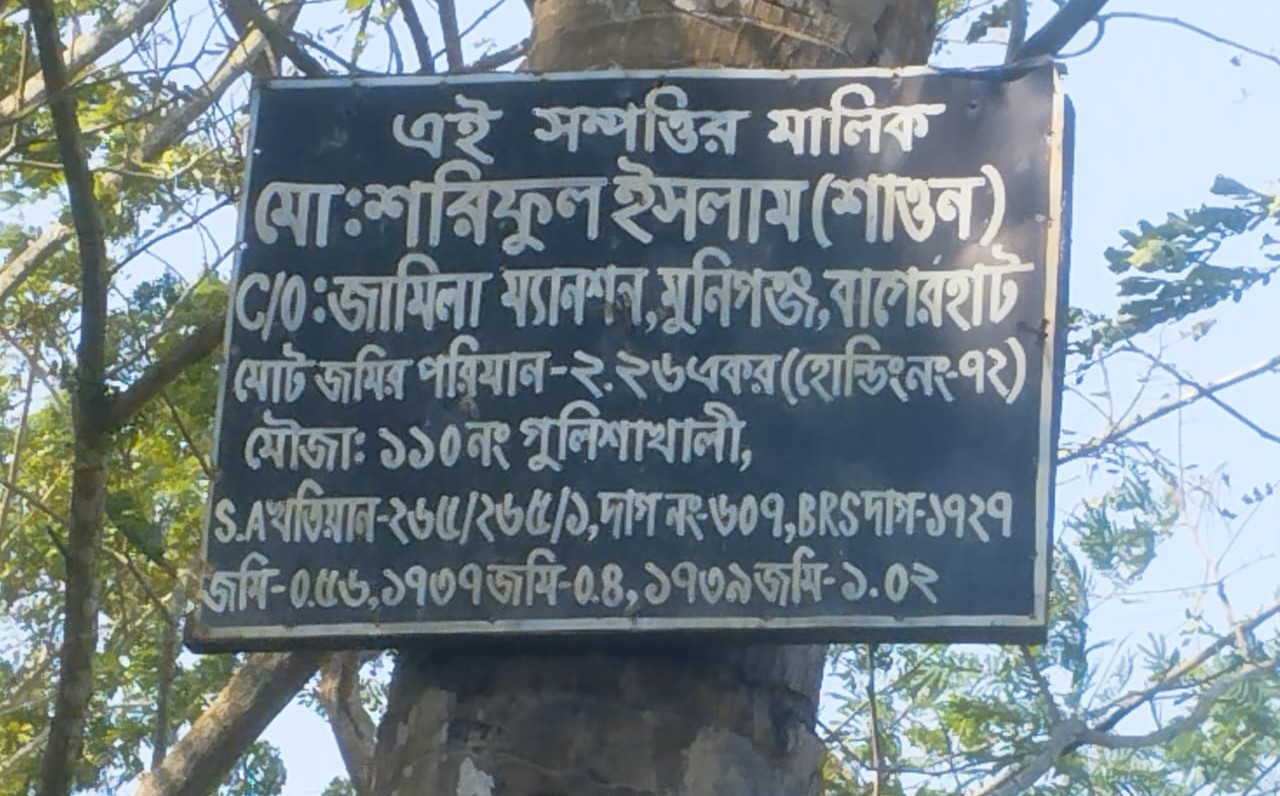 এই সম্পত্তির মালিক
মো:শরিফুল ইসলাম (শাওন)
C/O:জামিলা ম্যানশন,মুনিগঞ্জ,বাগেরহাট
মোট জমির পরিমান-২.২৬একর (হোল্ডিংনং-৭২)
মৌজা: ১১০নং গুলিশাখালী,
S.Aখতিয়ান-২৬৫/২৬৫/১,দাগ নং-৬০৭,BRSদাগ-১৭২৭
জমি-০.৫৬,১৭৩৭জমি-০.৪,১৭৩৯জমি-১.০২